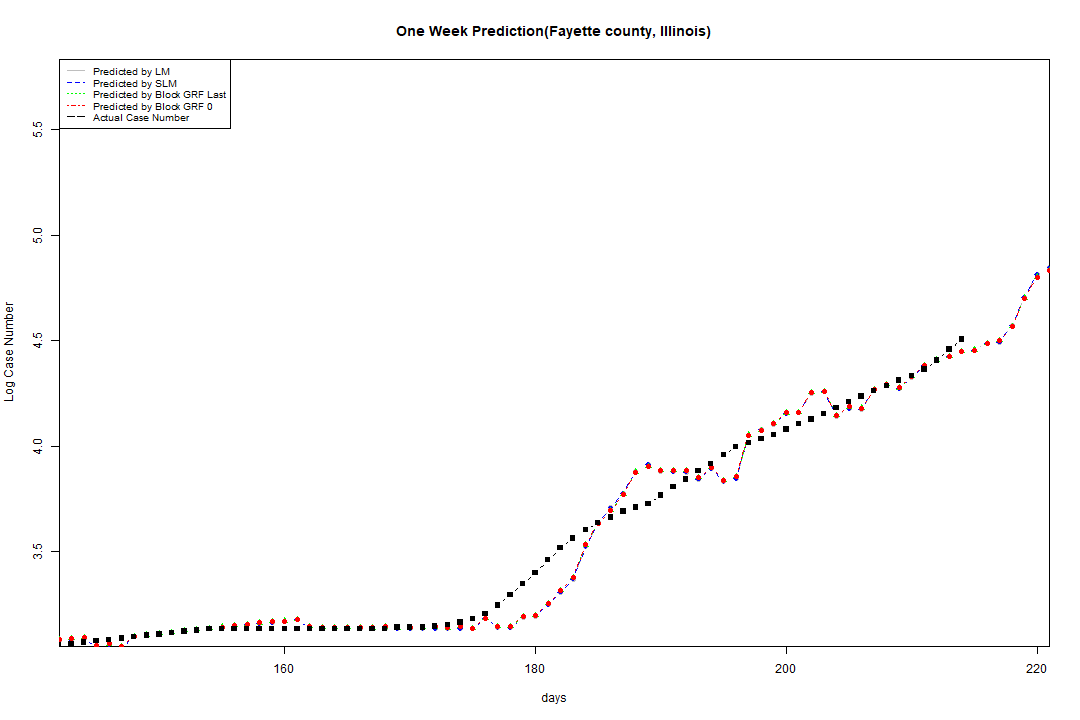 One Week Prediction(Fayette county, Illinois)
Predicted by LM
Predicted by SLM
Predicted by Block GRF Last
Predicted by Block GRF 0
Actual Case Number
5.5
5.0
4.5
4.0
3.5
Log Case Number
160 180 200 220
days